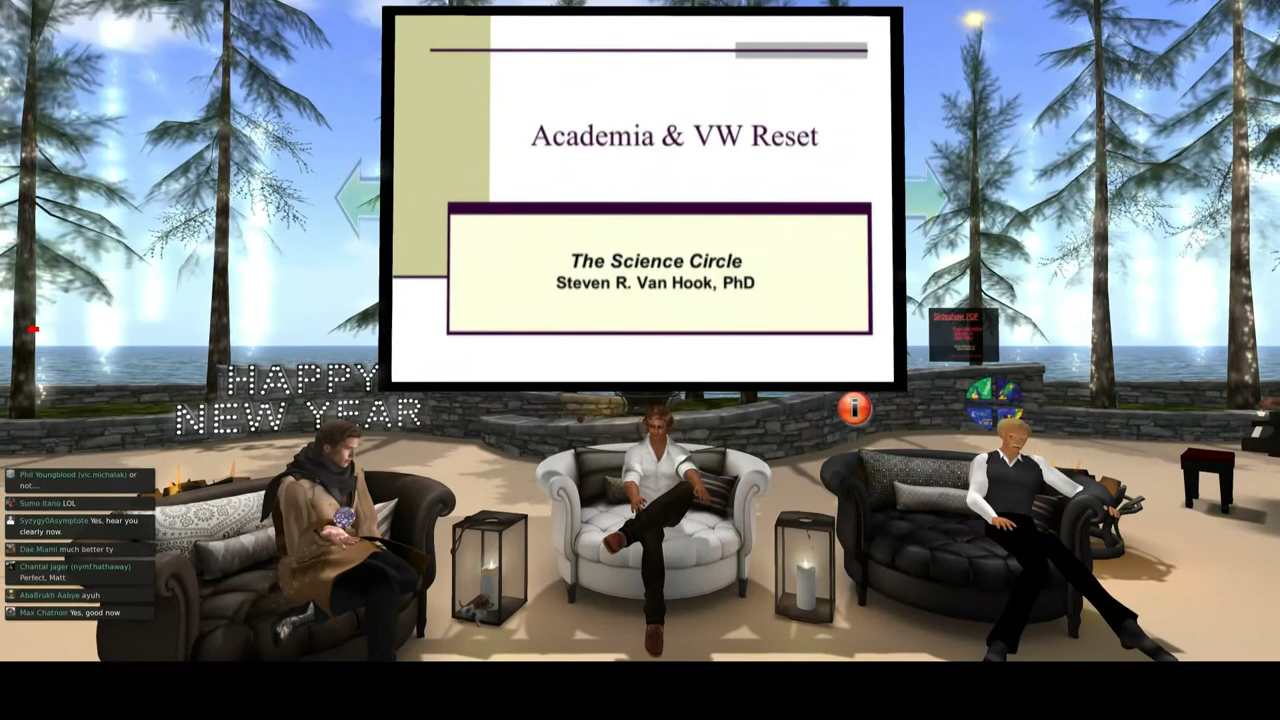 Academia & VW Reset
The Science Circle
Steven R. Van Hook, PhD
Slideshow PDF
HAPPY
NEW YEAR
i
Phil Youngblood (vic.michalak) or
not....
Sumo Itano LOL
Syzygy0Asymptote Yes, hear you
clearly now.
Dae Miami much better ty
Chantal Jager (nymf.hathaway)
Perfect, Matt
AbaBrukh Aabye ayuh
Max Chatnoir Yes, good now